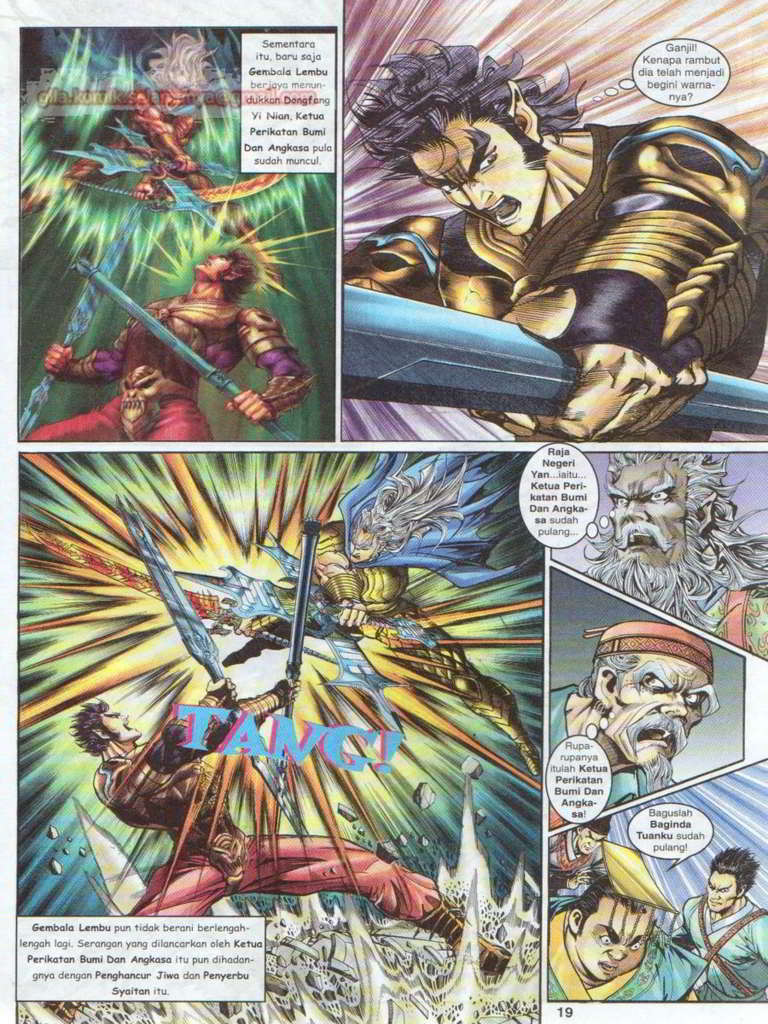 Sementara
itu, baru saja
Gembala Lembu
berjaya menun-
dukkan Dongfang
Yi Nian, Ketua
Perikatan Bumi
Dan Angkasa pula
sudah muncul.
Ganjil!
Kenapa rambut
dia telah menjadi
begini warna-
nya?
Raja
Negeri
Yan...iaitu...
Ketua Peri-
katan Bumi
Dan Angka-
sa sudah
pulang...
TANG!
Rupa-
rupanya
itulah Ketua
Perikatan
Bumi Dan
Angka-
sa!
Baguslah
Baginda
Tuanku sudah
pulang!
Gembala Lembu pun tidak berani berlengah-
lengah lagi. Serangan yang dilancarkan oleh Ketua
Perikatan Bumi Dan Angkasa itu pun dihadan-
gnya dengan Penghancur Jiwa dan Penyerbu
Syaitan itu.
19